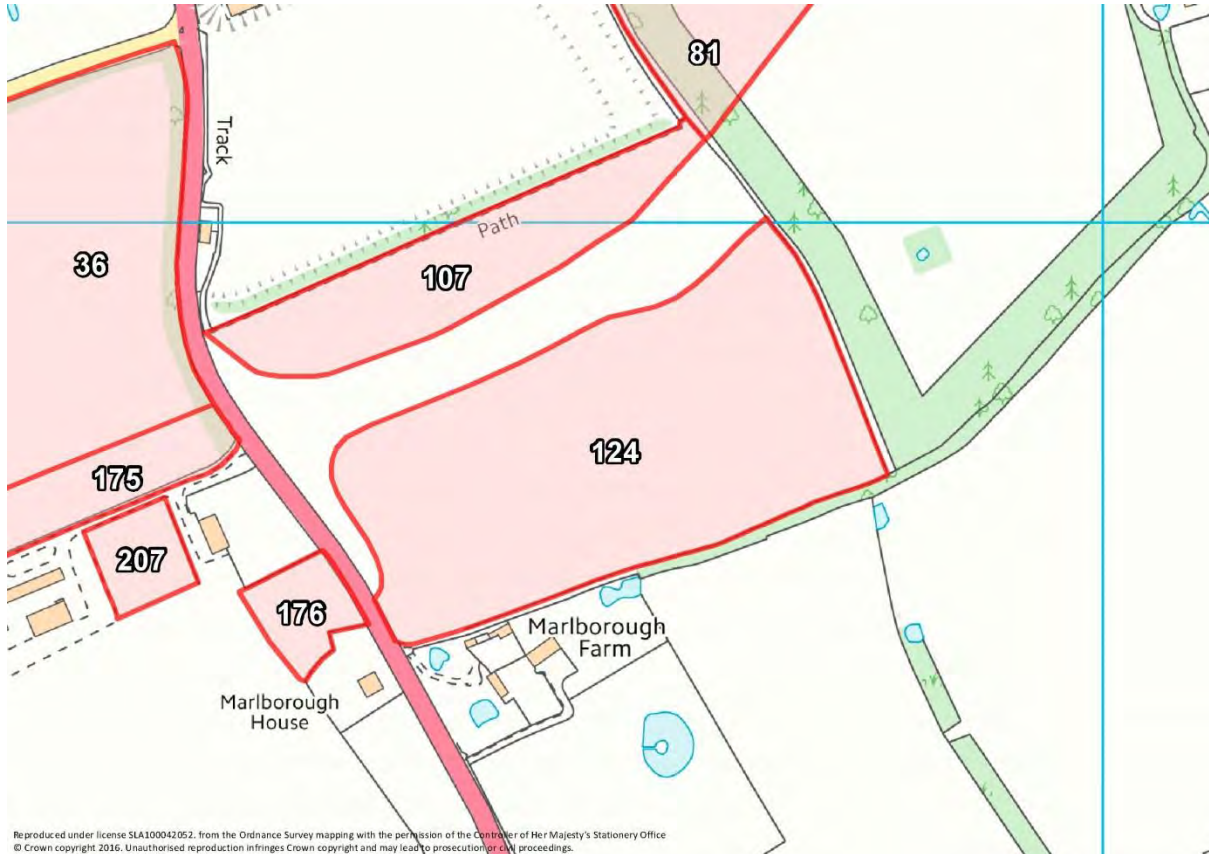 81
Track
Path
36
107
124
175
207
176
Marlborough
Farm
Marlborough
House
Reproduced under license SLA100042052. from the Ordnance Survey mapping with the permission of the Controller of Her Majesty's Stationery Office
© Crown copyright 2016. Unauthorised reproduction infringes Crown copyright and may lead to prosecution or civil proceedings.